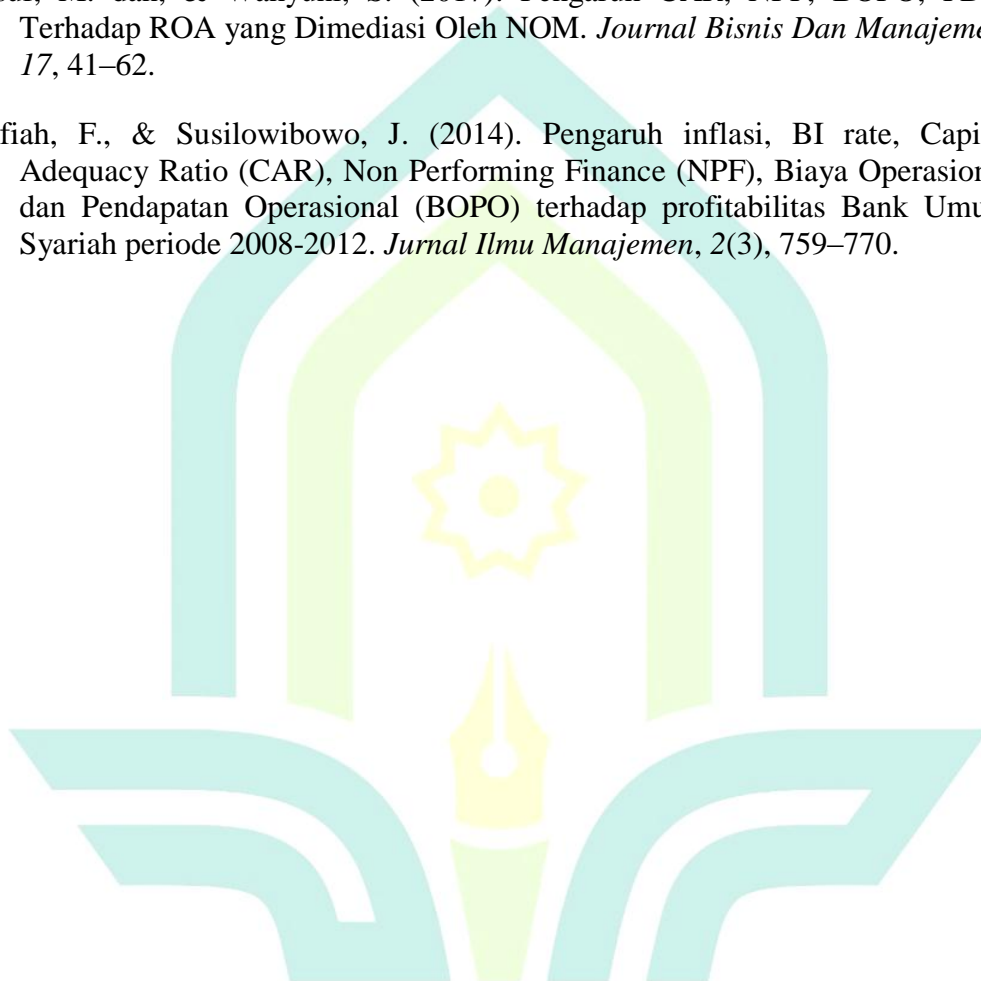 Terhadap ROA yang Dimediasi Oleh NOM. Journal Bisnis Dan Manajeme
17, 41–62.
fiah, F., & Susilowibowo, J. (2014). Pengaruh inflasi, BI rate, Capi
Adequacy Ratio (CAR), Non Performing Finance (NPF), Biaya Operasion
dan Pendapatan Operasional (BOPO) terhadap profitabilitas Bank Umu
Syariah periode 2008-2012. Jurnal Ilmu Manajemen, 2(3), 759–770.